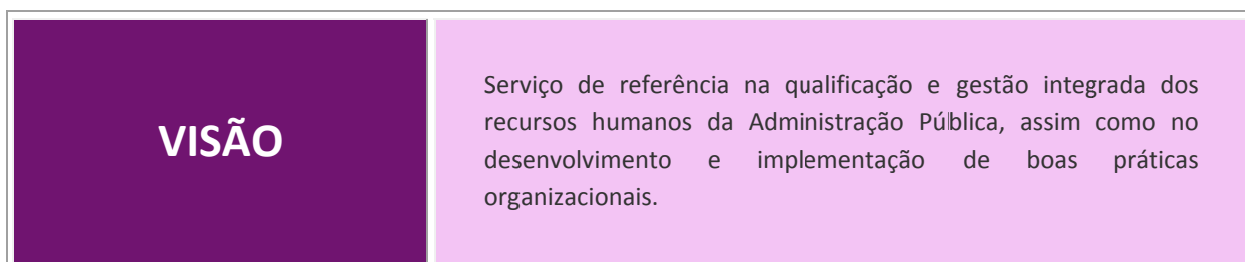 VISÃO
Serviço de referência na qualificação e gestão integrada dos
recursos humanos da Administração Pública, assim como no
desenvolvimento e implementação de boas práticas
organizacionais.